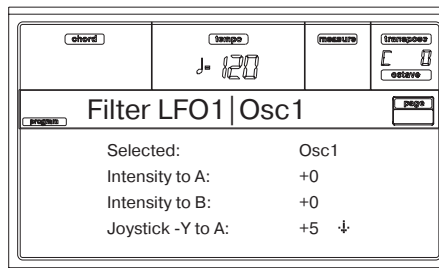 chord
tempo
measure
transpose
♩= 120
C 0
octave
Filter LFO1|Osc1
program
page
Selected: Osc1
Intensity to A: +0
Intensity to B: +0
Joystick -Y to A: +5